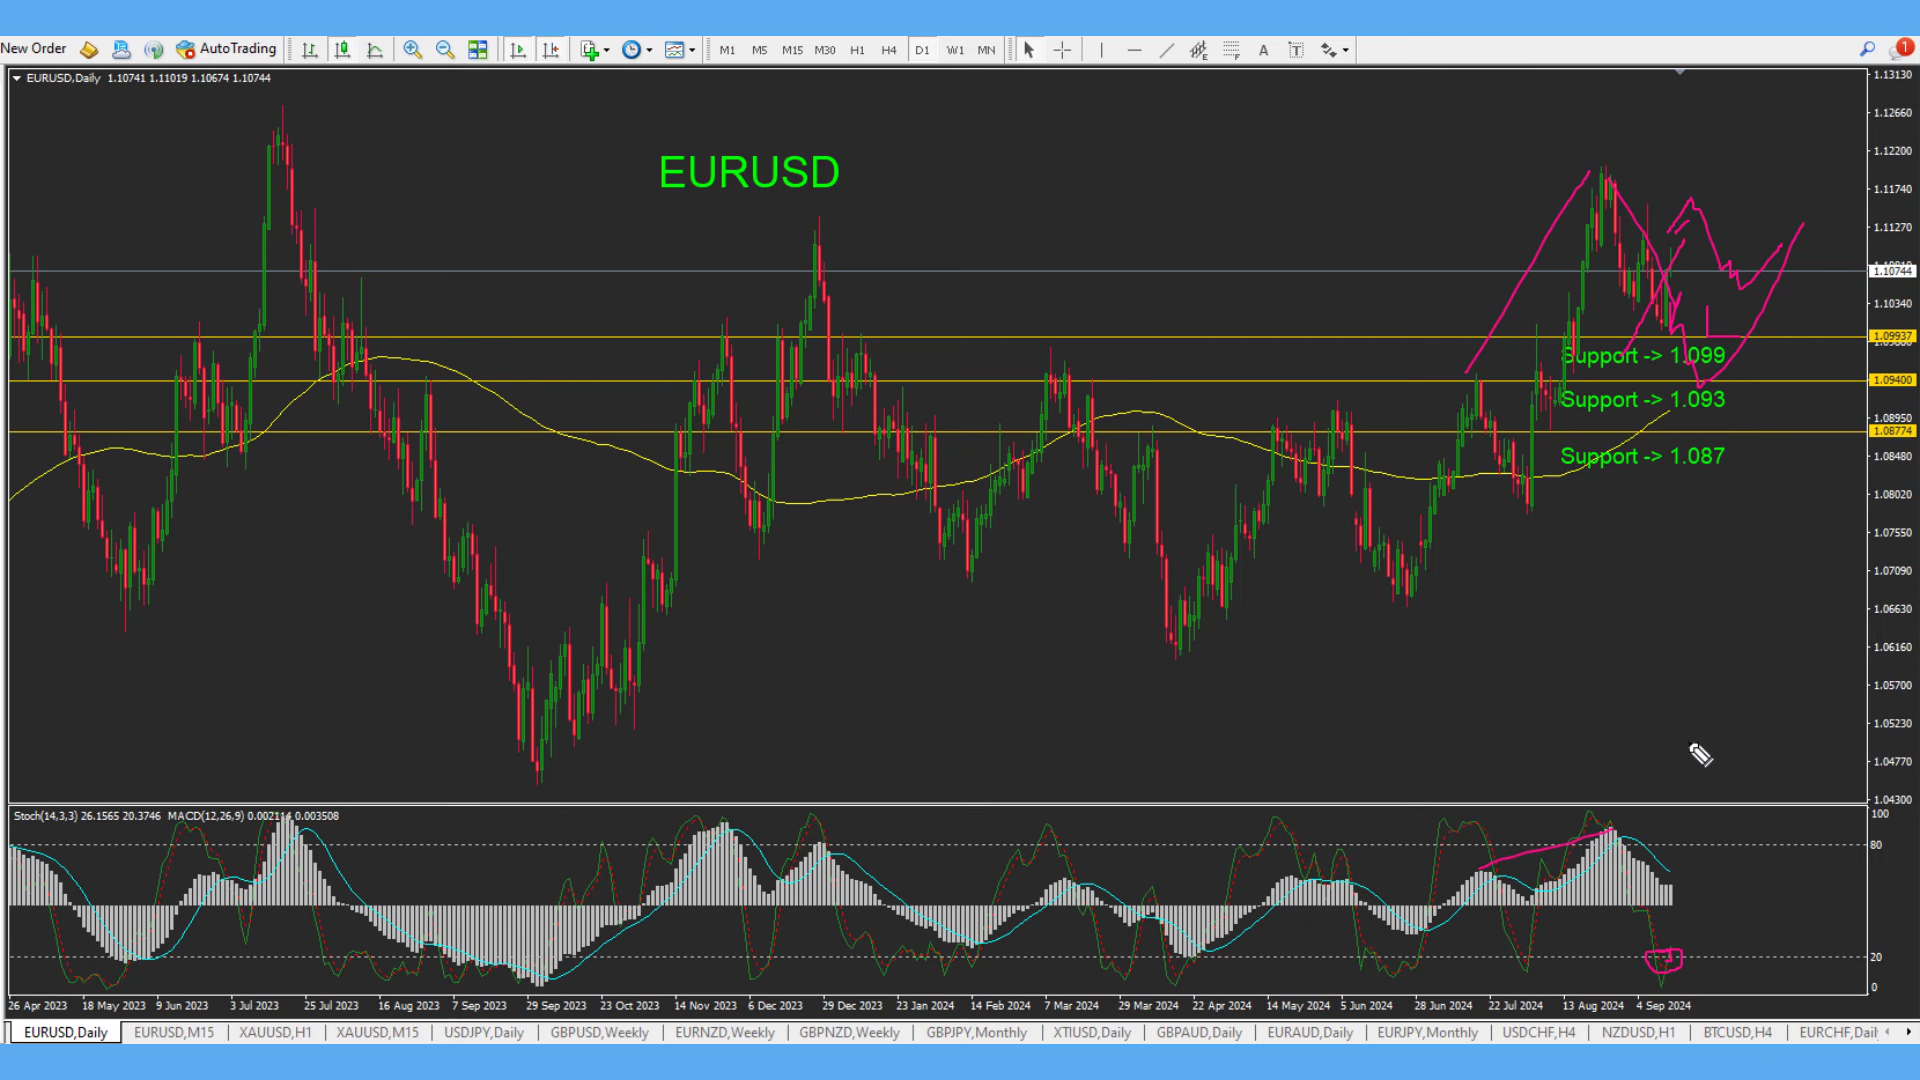 New Order AutoTrading M1 M5 M15 M30 H1 H4 D1 W1 MN A T 1
EURUSD,Daily 1.10741 1.11019 1.10674 1.10744
1.13130
1.12660
1.12200
EURUSD
1.11740
1.11270
1.10744
1.10340
1.09937
Support -> 1.099
1.09400
Support -> 1.093
1.08950
1.08774
Support -> 1.087
1.08480
1.08020
1.07550
1.07090
1.06630
1.06160
1.05700
1.05230
1.04770
1.04300
Stoch(14,3,3) 26.1565 20.3746 MACD(12,26,9) 0.002114 0.003508
100
80
20
0
26 Apr 2023 18 May 2023 9 Jun 2023 3 Jul 2023 25 Jul 2023 16 Aug 2023 7 Sep 2023 29 Sep 2023 23 Oct 2023 14 Nov 2023 6 Dec 2023 29 Dec 2023 23 Jan 2024 14 Feb 2024 7 Mar 2024 29 Mar 2024 22 Apr 2024 14 May 2024 5 Jun 2024 28 Jun 2024 22 Jul 2024 13 Aug 2024 4 Sep 2024
EURUSD,Daily EURUSD,M15 XAUUSD,H1 XAUUSD,M15 USDJPY,Daily GBPUSD,Weekly EURNZD,Weekly GBPNZD,Weekly GBPJPY,Monthly XTIUSD,Daily GBPAUD,Daily EURAUD,Daily EURJPY,Monthly USDCHF,H4 NZDUSD,H1 BTCUSD,H4 EURCHF,Dail